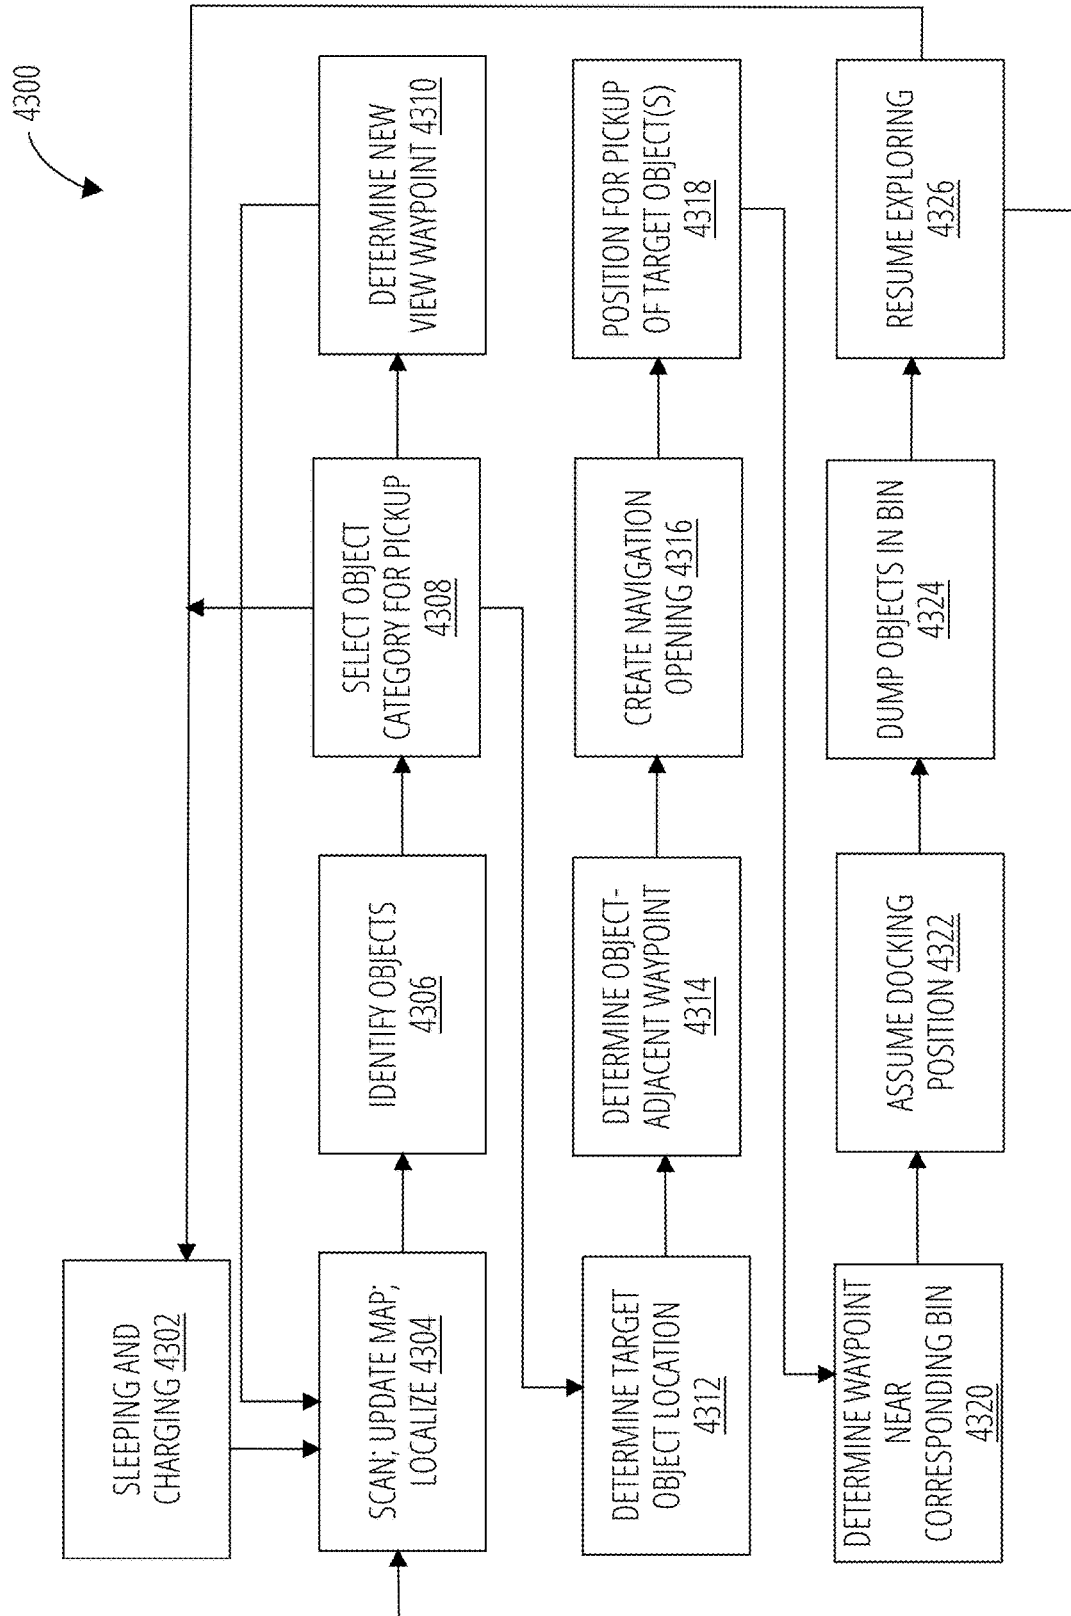 4300
SLEEPING AND
CHARGING 4302
SCAN; UPDATE MAP;
LOCALIZE 4304
IDENTIFY OBJECTS
4306
SELECT OBJECT
CATEGORY FOR PICKUP
4308
DETERMINE NEW
VIEW WAYPOINT 4310
DETERMINE TARGET
OBJECT LOCATION
4312
DETERMINE OBJECT-
ADJACENT WAYPOINT
4314
CREATE NAVIGATION
OPENING 4316
POSITION FOR PICKUP
OF TARGET OBJECT(S)
4318
DETERMINE WAYPOINT
NEAR
CORRESPONDING BIN
4320
ASSUME DOCKING
POSITION 4322
DUMP OBJECTS IN BIN
4324
RESUME EXPLORING
4326